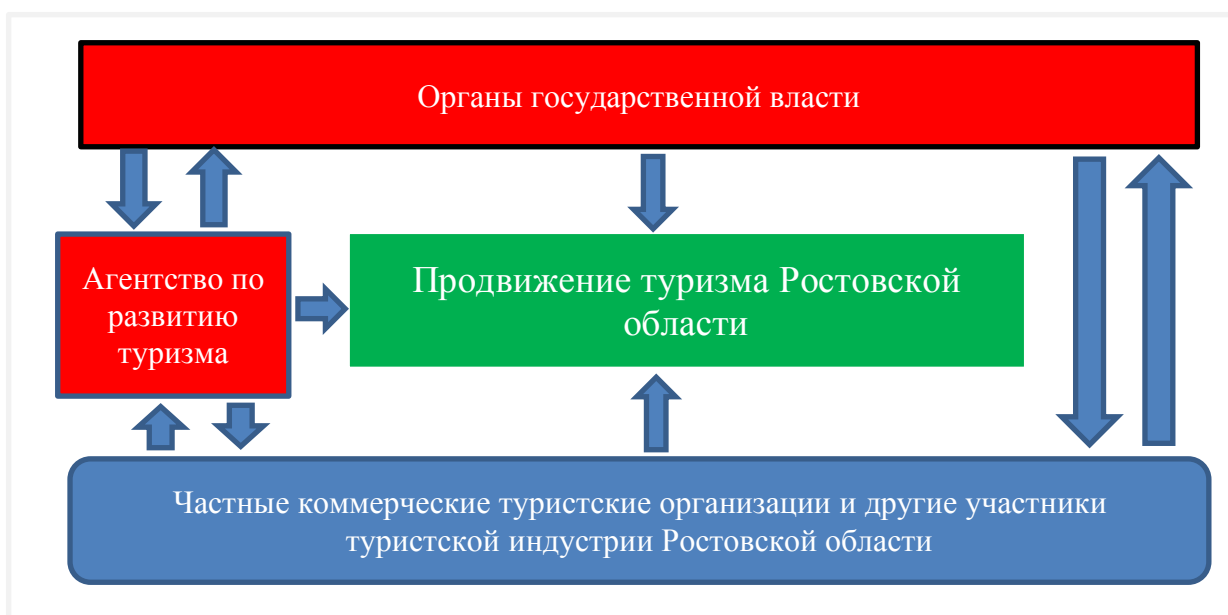 Органы государственной власти
Агентство по
развитию
туризма
Продвижение туризма Ростовской
области
Частные коммерческие туристские организации и другие участники
туристской индустрии Ростовской области